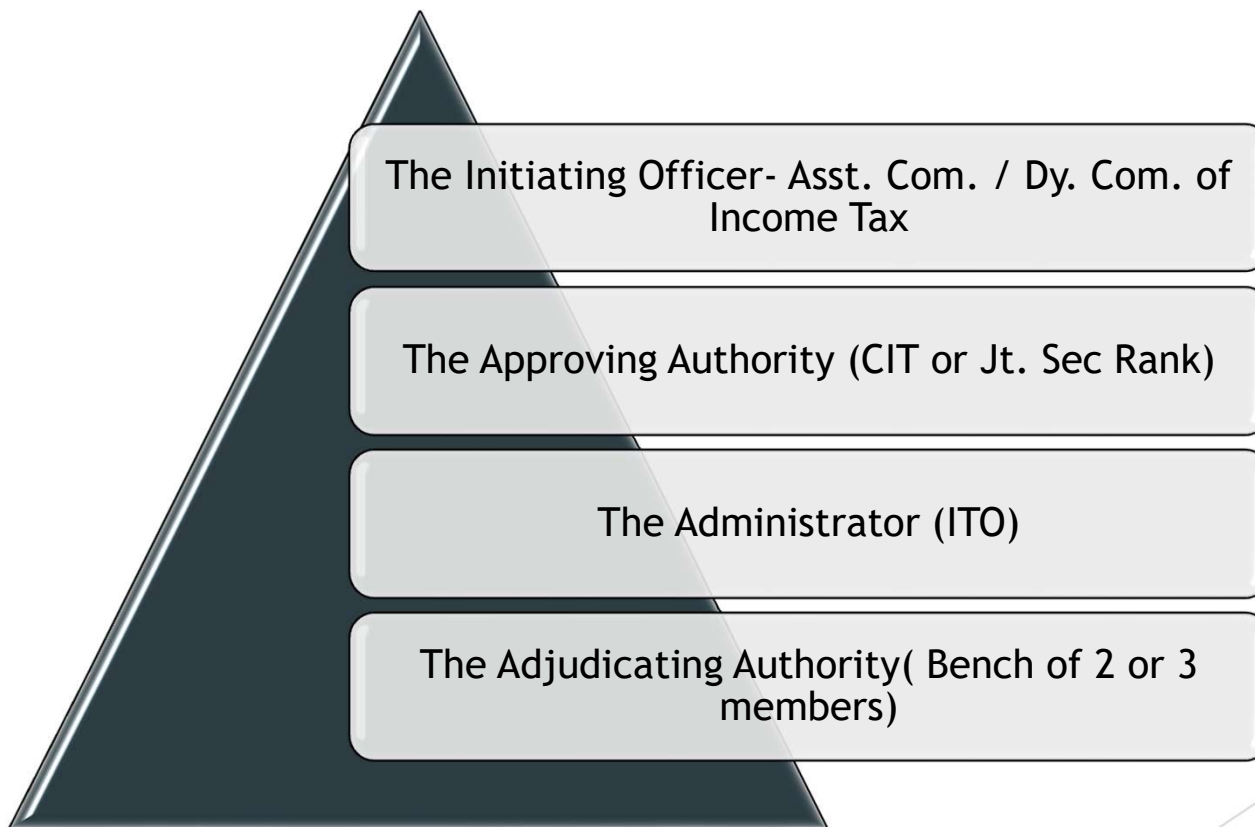 The Initiating Officer- Asst. Com. / Dy. Com. of
Income Tax
The Approving Authority (CIT or Jt. Sec Rank)
The Administrator (ITO)
The Adjudicating Authority( Bench of 2 or 3
members)